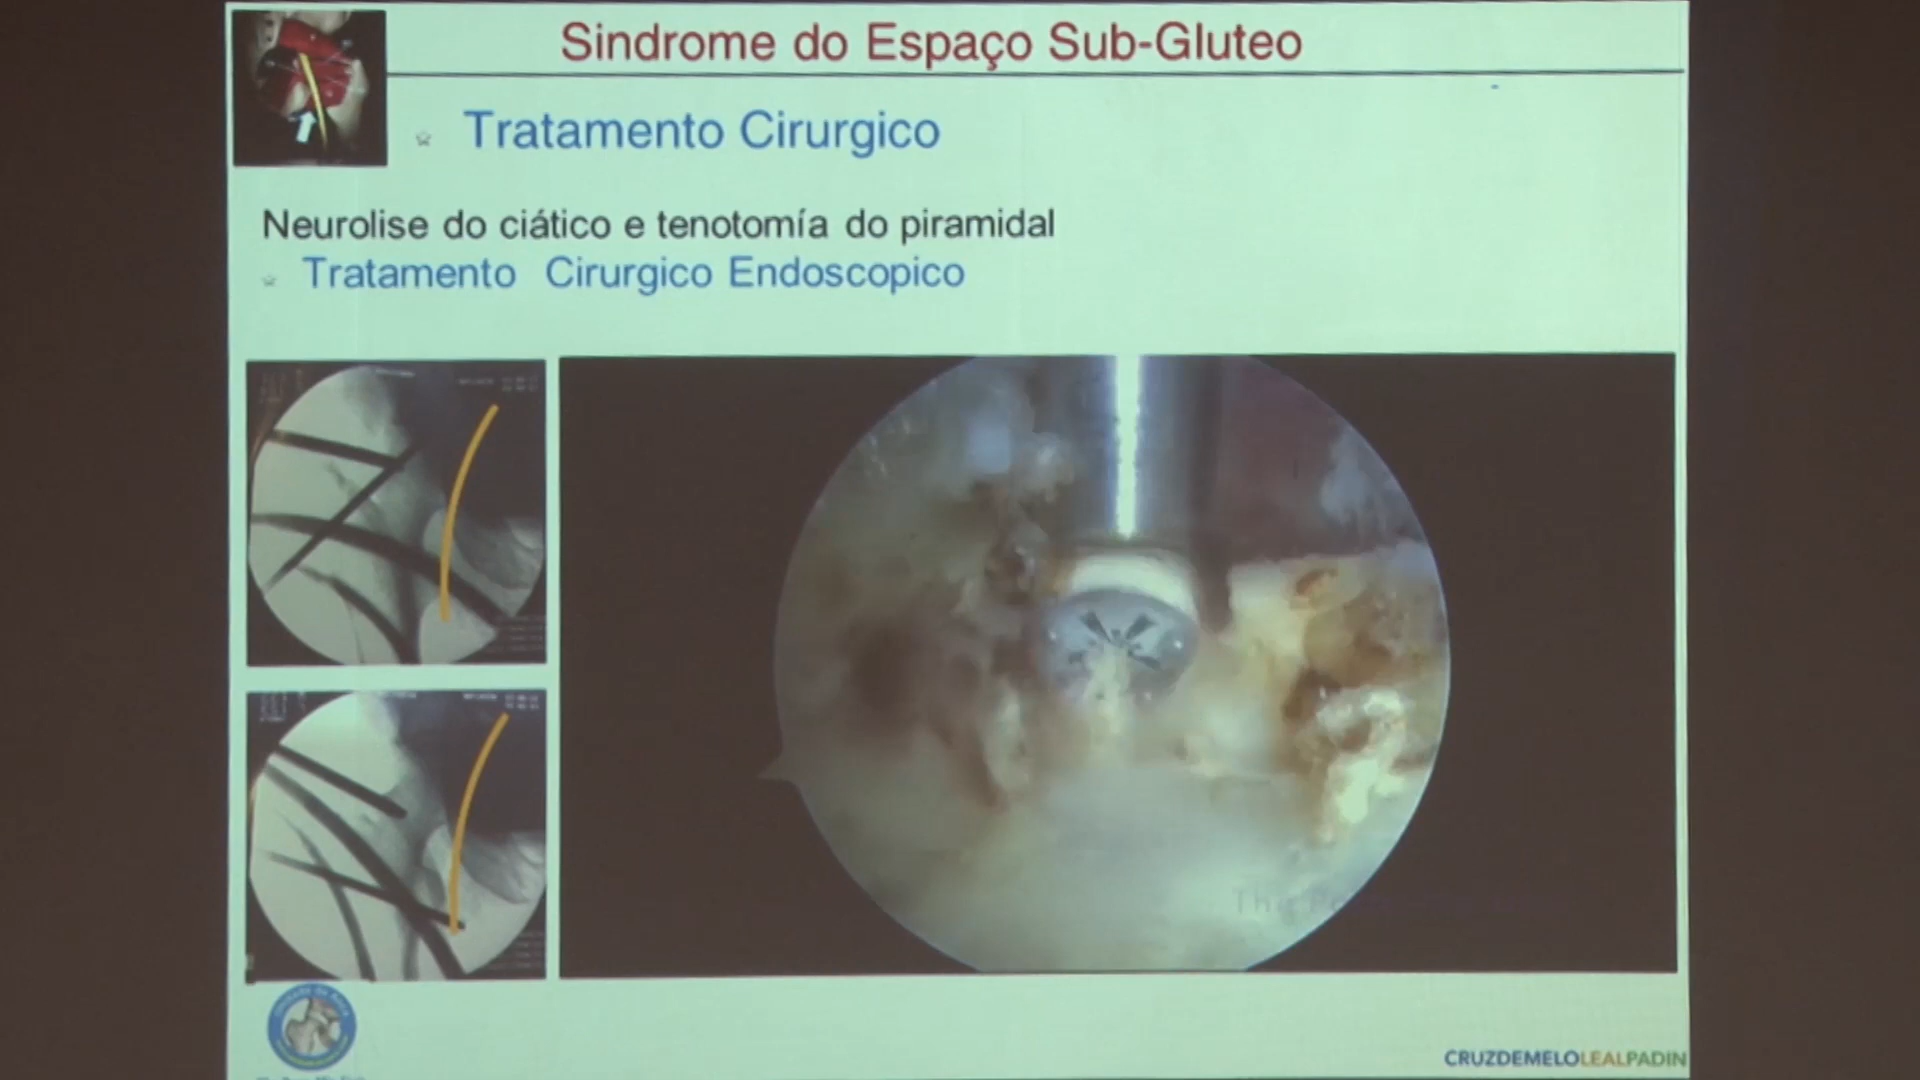 Sindrome do Espaço Sub-Gluteo
Tratamento Cirurgico
Neurolise do ciático e tenotomía do piramidal
Tratamento Cirurgico Endoscopico
CRUZDEMELOLEALPADIN